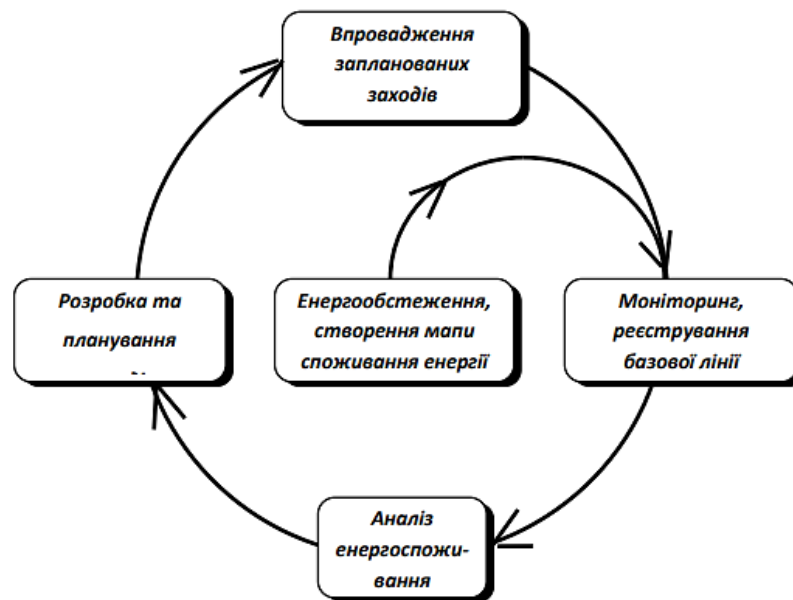 Впровадження
запланованих
заходів
Розробка та
планування
Енергообстеження,
створення мапи
споживання енергії
Моніторинг,
реєстрування
базової лінії
Аналіз
енергоспожи-
вання